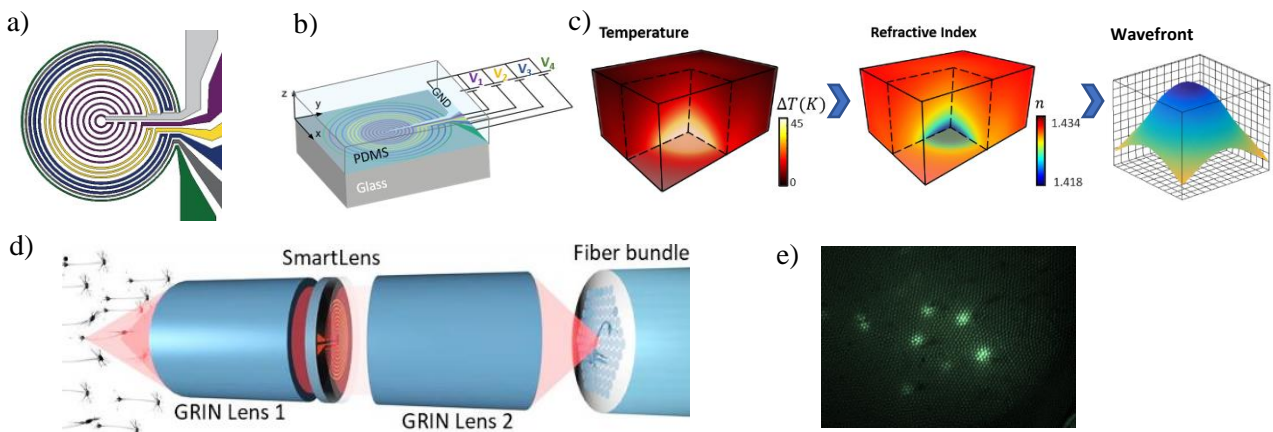 a)
b)
c)
V1
V2
V3
V4
GND
z
y
x
PDMS
Glass
Temperature
ΔT(K)
45
0
Refractive Index
n
1.434
1.418
Wavefront
d)
SmartLens
Fiber bundle
GRIN Lens 1
GRIN Lens 2
e)